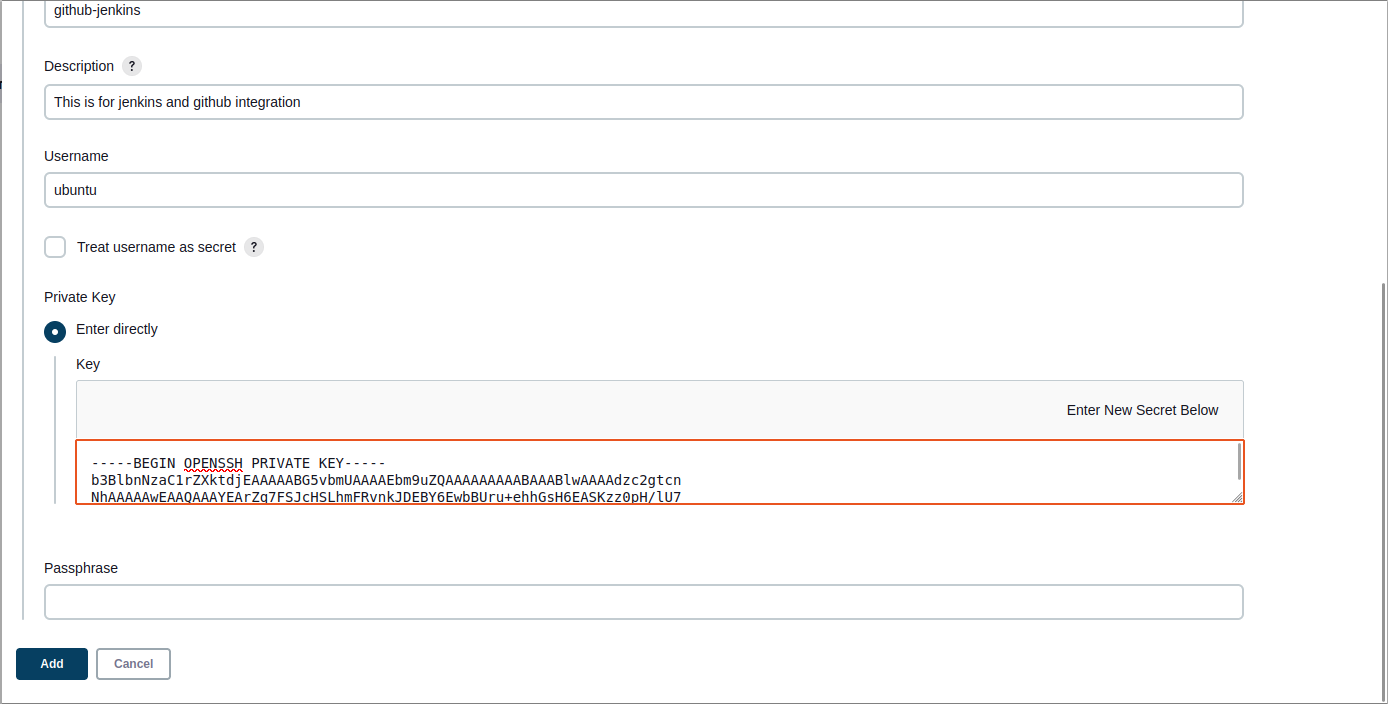 github-jenkins
Description ?
This is for jenkins and github integration
Username
ubuntu
Treat username as secret ?
Private Key
Enter directly
Key
Enter New Secret Below
-----BEGIN OPENSSH PRIVATE KEY-----
b3BlbnNzaC1rZXktdjEAAAAABG5vbmUAAAAEbm9uZQAAAAAAAAABAAABlwAAAAdzc2gtcn
NhAAAAAwEAAQAAAYEArZq7FSJcHSLhmFRvnkJDEBY6EwbBUru+ehhGsH6EASKzz0pH/lU7
Passphrase
Add
Cancel